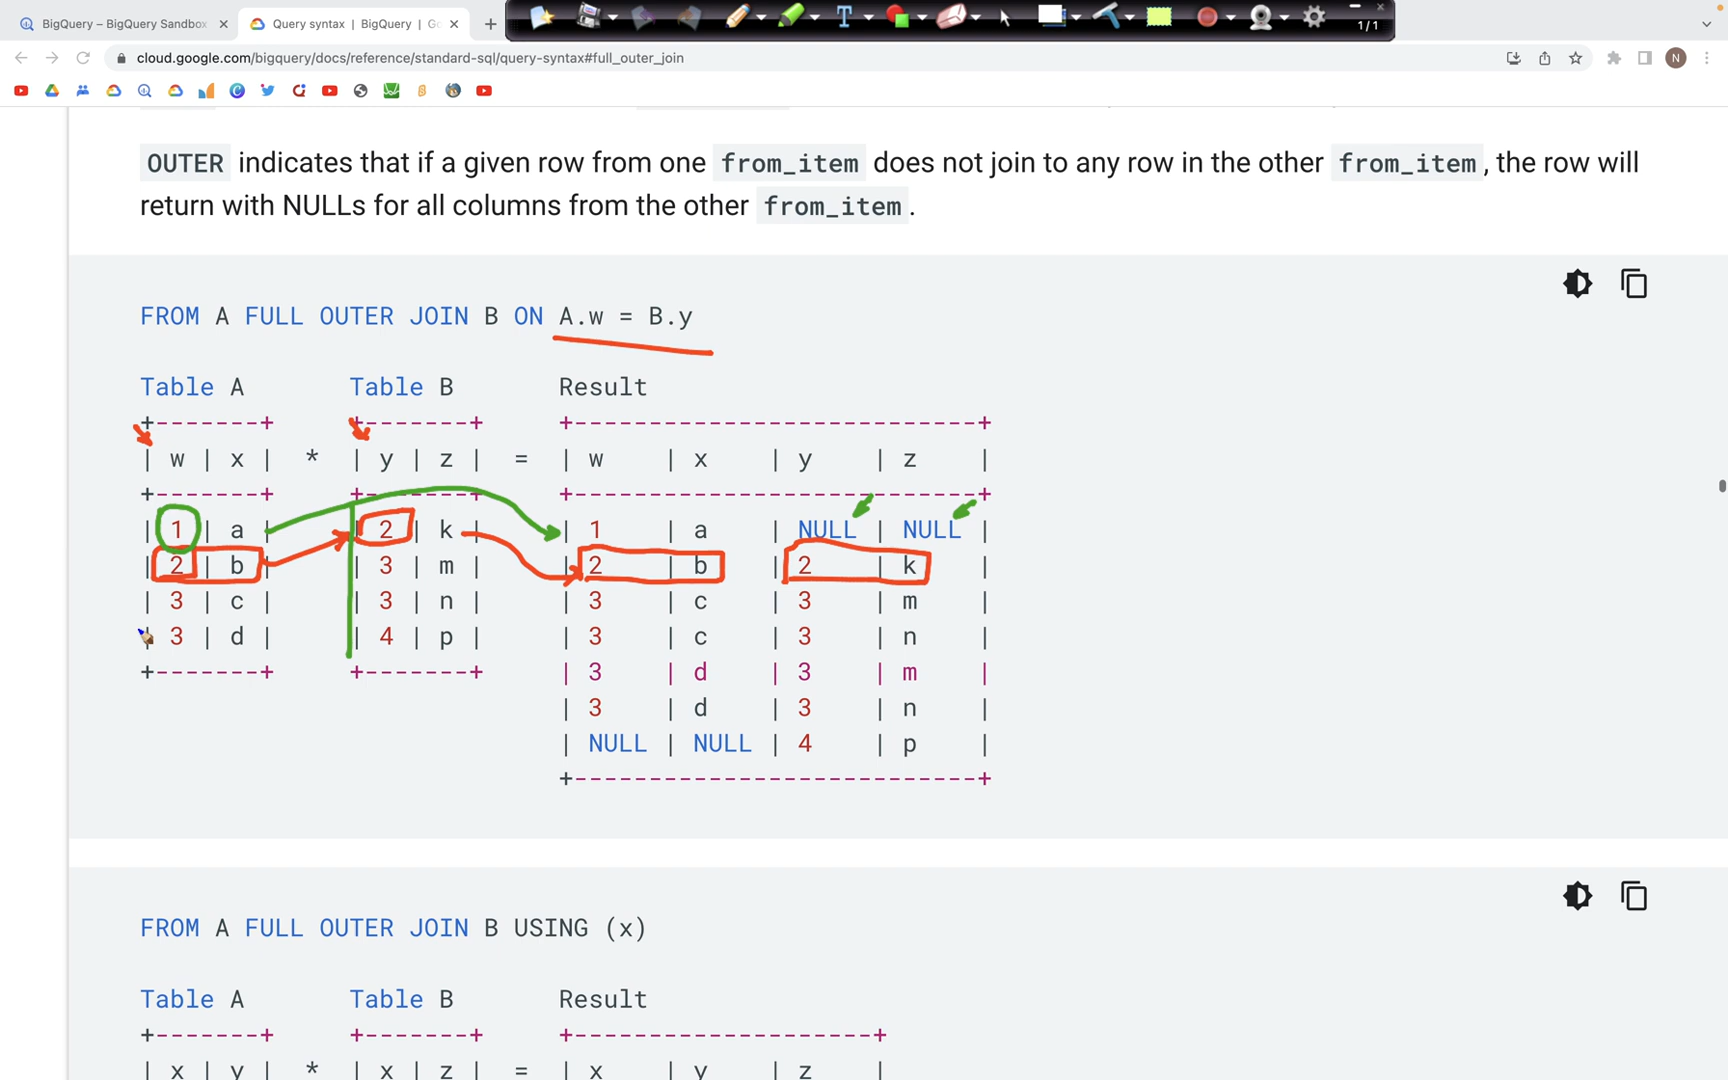 BigQuery – BigQuery Sandbox
Query syntax | BigQuery | Go
1/1
cloud.google.com/bigquery/docs/reference/standard-sql/query-syntax#full_outer_join
N
OUTER indicates that if a given row from one from_item does not join to any row in the other from_item, the row will
return with NULLs for all columns from the other from_item.
FROM A FULL OUTER JOIN B ON A.w = B.y
Table A Table B Result
+-------+ +-------+ +---------------------------+
| w | x | * | y | z | = | w | x | y | z |
+-------+ +-------+ +---------------------------+
| 1 | a | | 2 | k | | 1 | a | NULL | NULL |
| 2 | b | | 3 | m | | 2 | b | 2 | k |
| 3 | c | | 3 | n | | 3 | c | 3 | m |
| 3 | d | | 4 | p | | 3 | c | 3 | n |
+-------+ +-------+ | 3 | d | 3 | m |
| 3 | d | 3 | n |
| NULL | NULL | 4 | p |
+---------------------------+
FROM A FULL OUTER JOIN B USING (x)
Table A Table B Result
+-------+ +-------+ +--------------------+
| x | y | * | x | z | = | x | y | z |